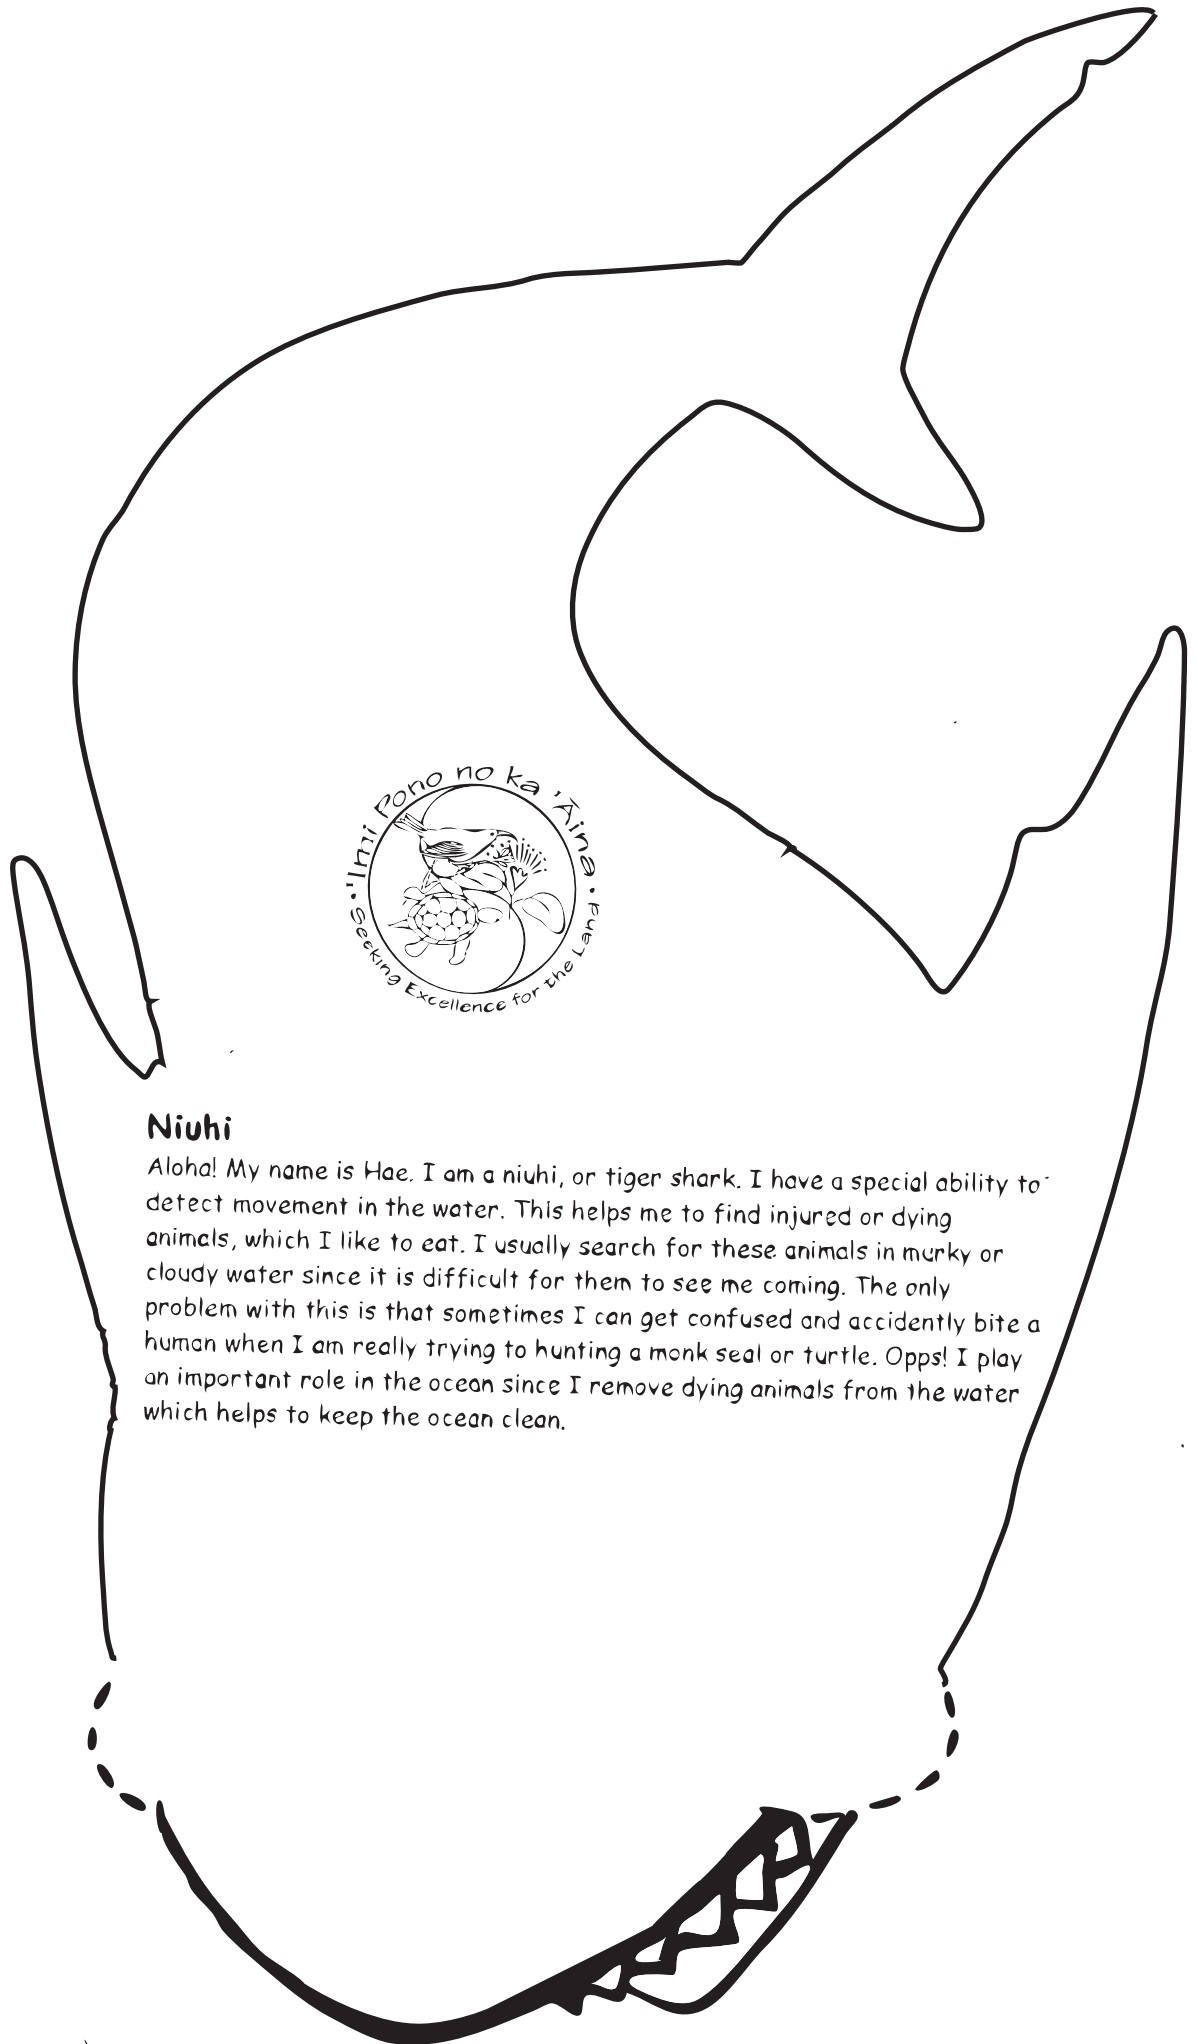 'Imi Pono no ka 'Āina
• Seeking Excellence for the Land •
Niuhi
Aloha! My name is Hae. I am a niuhi, or tiger shark. I have a special ability to
detect movement in the water. This helps me to find injured or dying
animals, which I like to eat. I usually search for these animals in murky or
cloudy water since it is difficult for them to see me coming. The only
problem with this is that sometimes I can get confused and accidently bite a
human when I am really trying to hunting a monk seal or turtle. Opps! I play
an important role in the ocean since I remove dying animals from the water
which helps to keep the ocean clean.